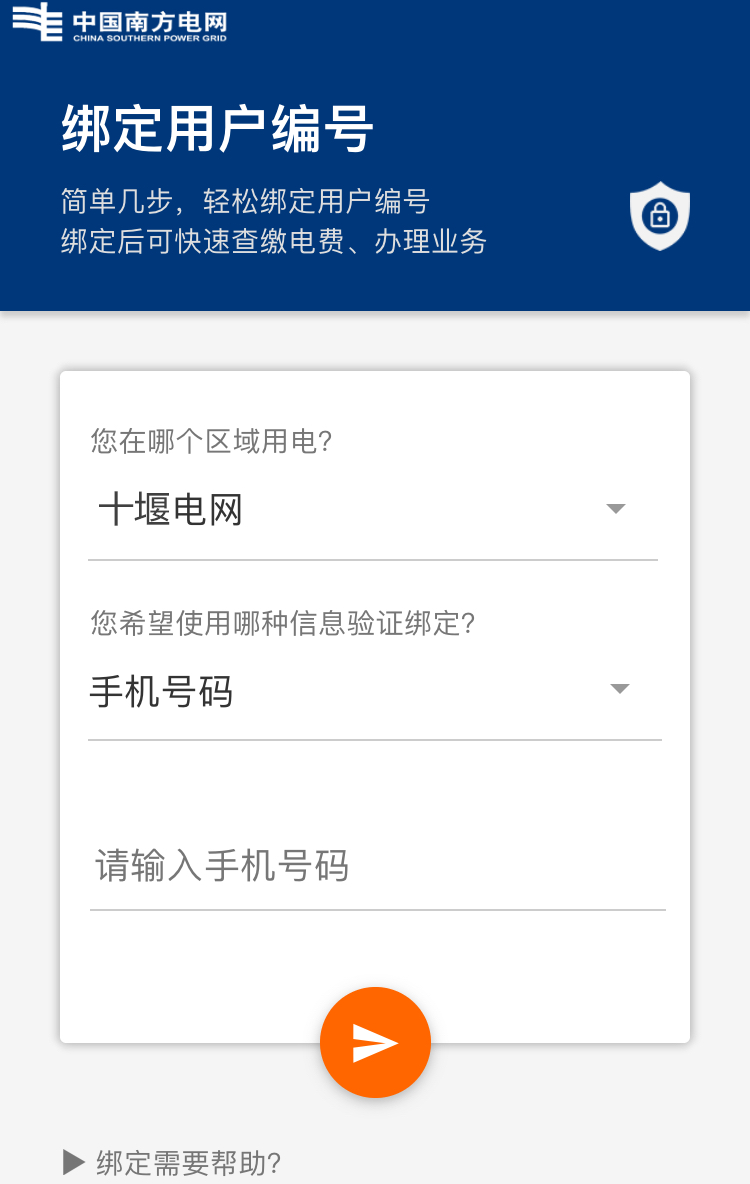 中国南方电网
CHINA SOUTHERN POWER GRID
绑定用户编号
简单几步，轻松绑定用户编号
绑定后可快速查缴电费、办理业务
您在哪个区域用电?
十堰电网
您希望使用哪种信息验证绑定?
手机号码
请输入手机号码
▶ 绑定需要帮助?